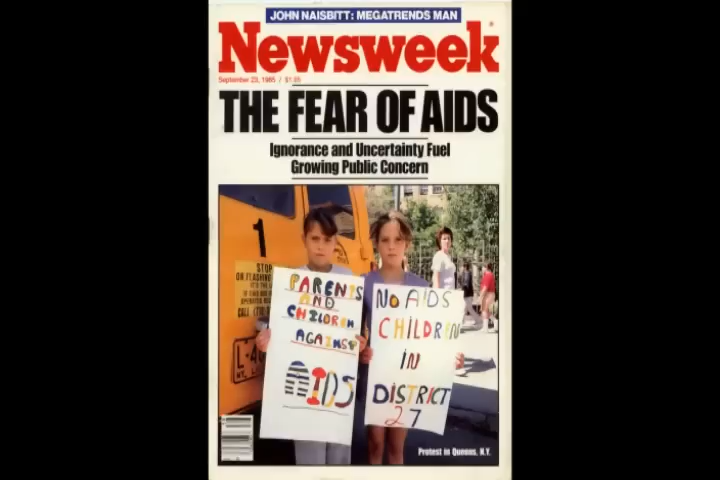 JOHN NAISBITT: MEGATRENDS MAN
Newsweek
September 23, 1985 / $1.95
THE FEAR OF AIDS
Ignorance and Uncertainty Fuel
Growing Public Concern
1
STOP
PARENTS
AND
CHILDREN
AGAINST
AIDS
NO AIDS
CHILDREN
IN
DISTRICT
27
Protest in Queens, N.Y.